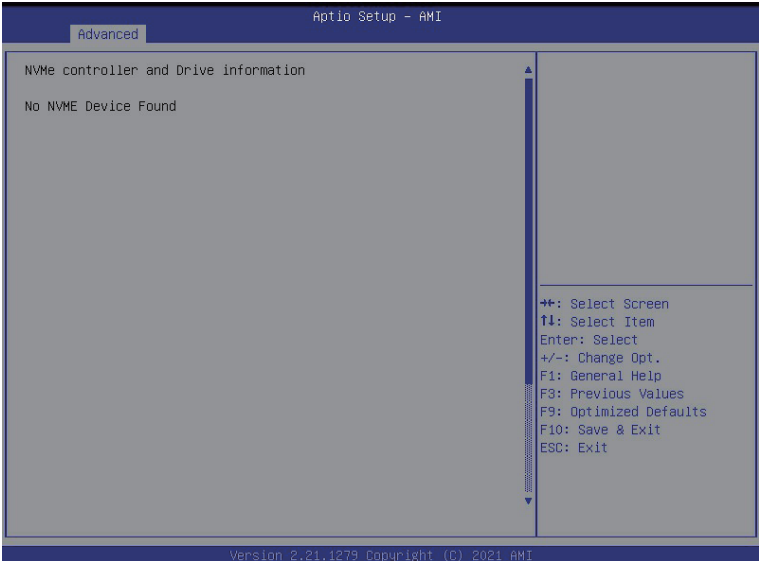 Aptio Setup – AMI
Advanced
NVMe controller and Drive information
No NVME Device Found
→←: Select Screen
↑↓: Select Item
Enter: Select
+/-: Change Opt.
F1: General Help
F3: Previous Values
F9: Optimized Defaults
F10: Save & Exit
ESC: Exit
Version 2.21.1279 Copyright (C) 2021 AMI